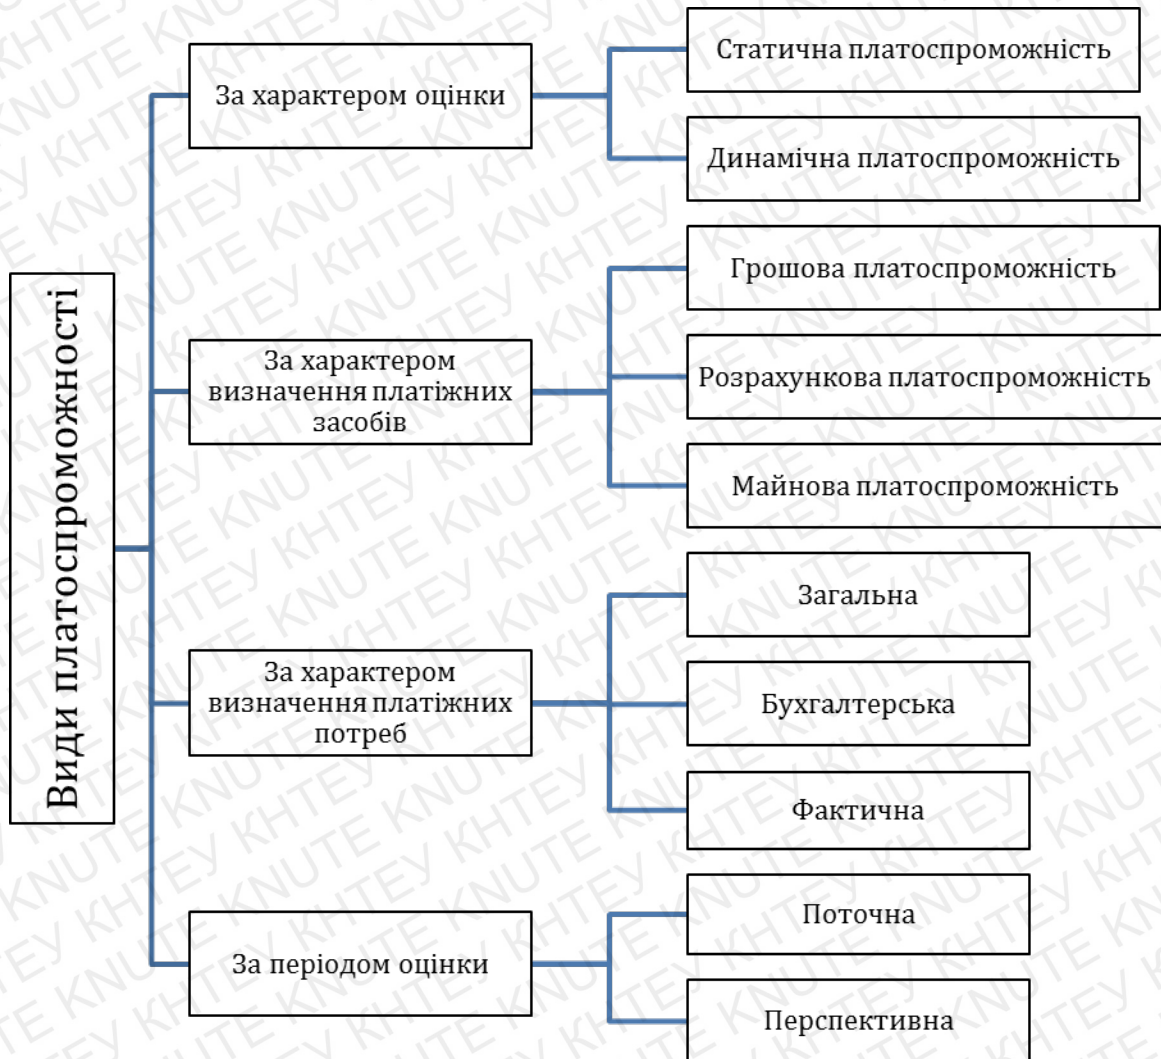 Види платоспроможності
За характером оцінки
Статична платоспроможність
Динамічна платоспроможність
За характером
визначення платіжних
засобів
Грошова платоспроможність
Розрахункова платоспроможність
Майнова платоспроможність
За характером
визначення платіжних
потреб
Загальна
Бухгалтерська
Фактична
За періодом оцінки
Поточна
Перспективна